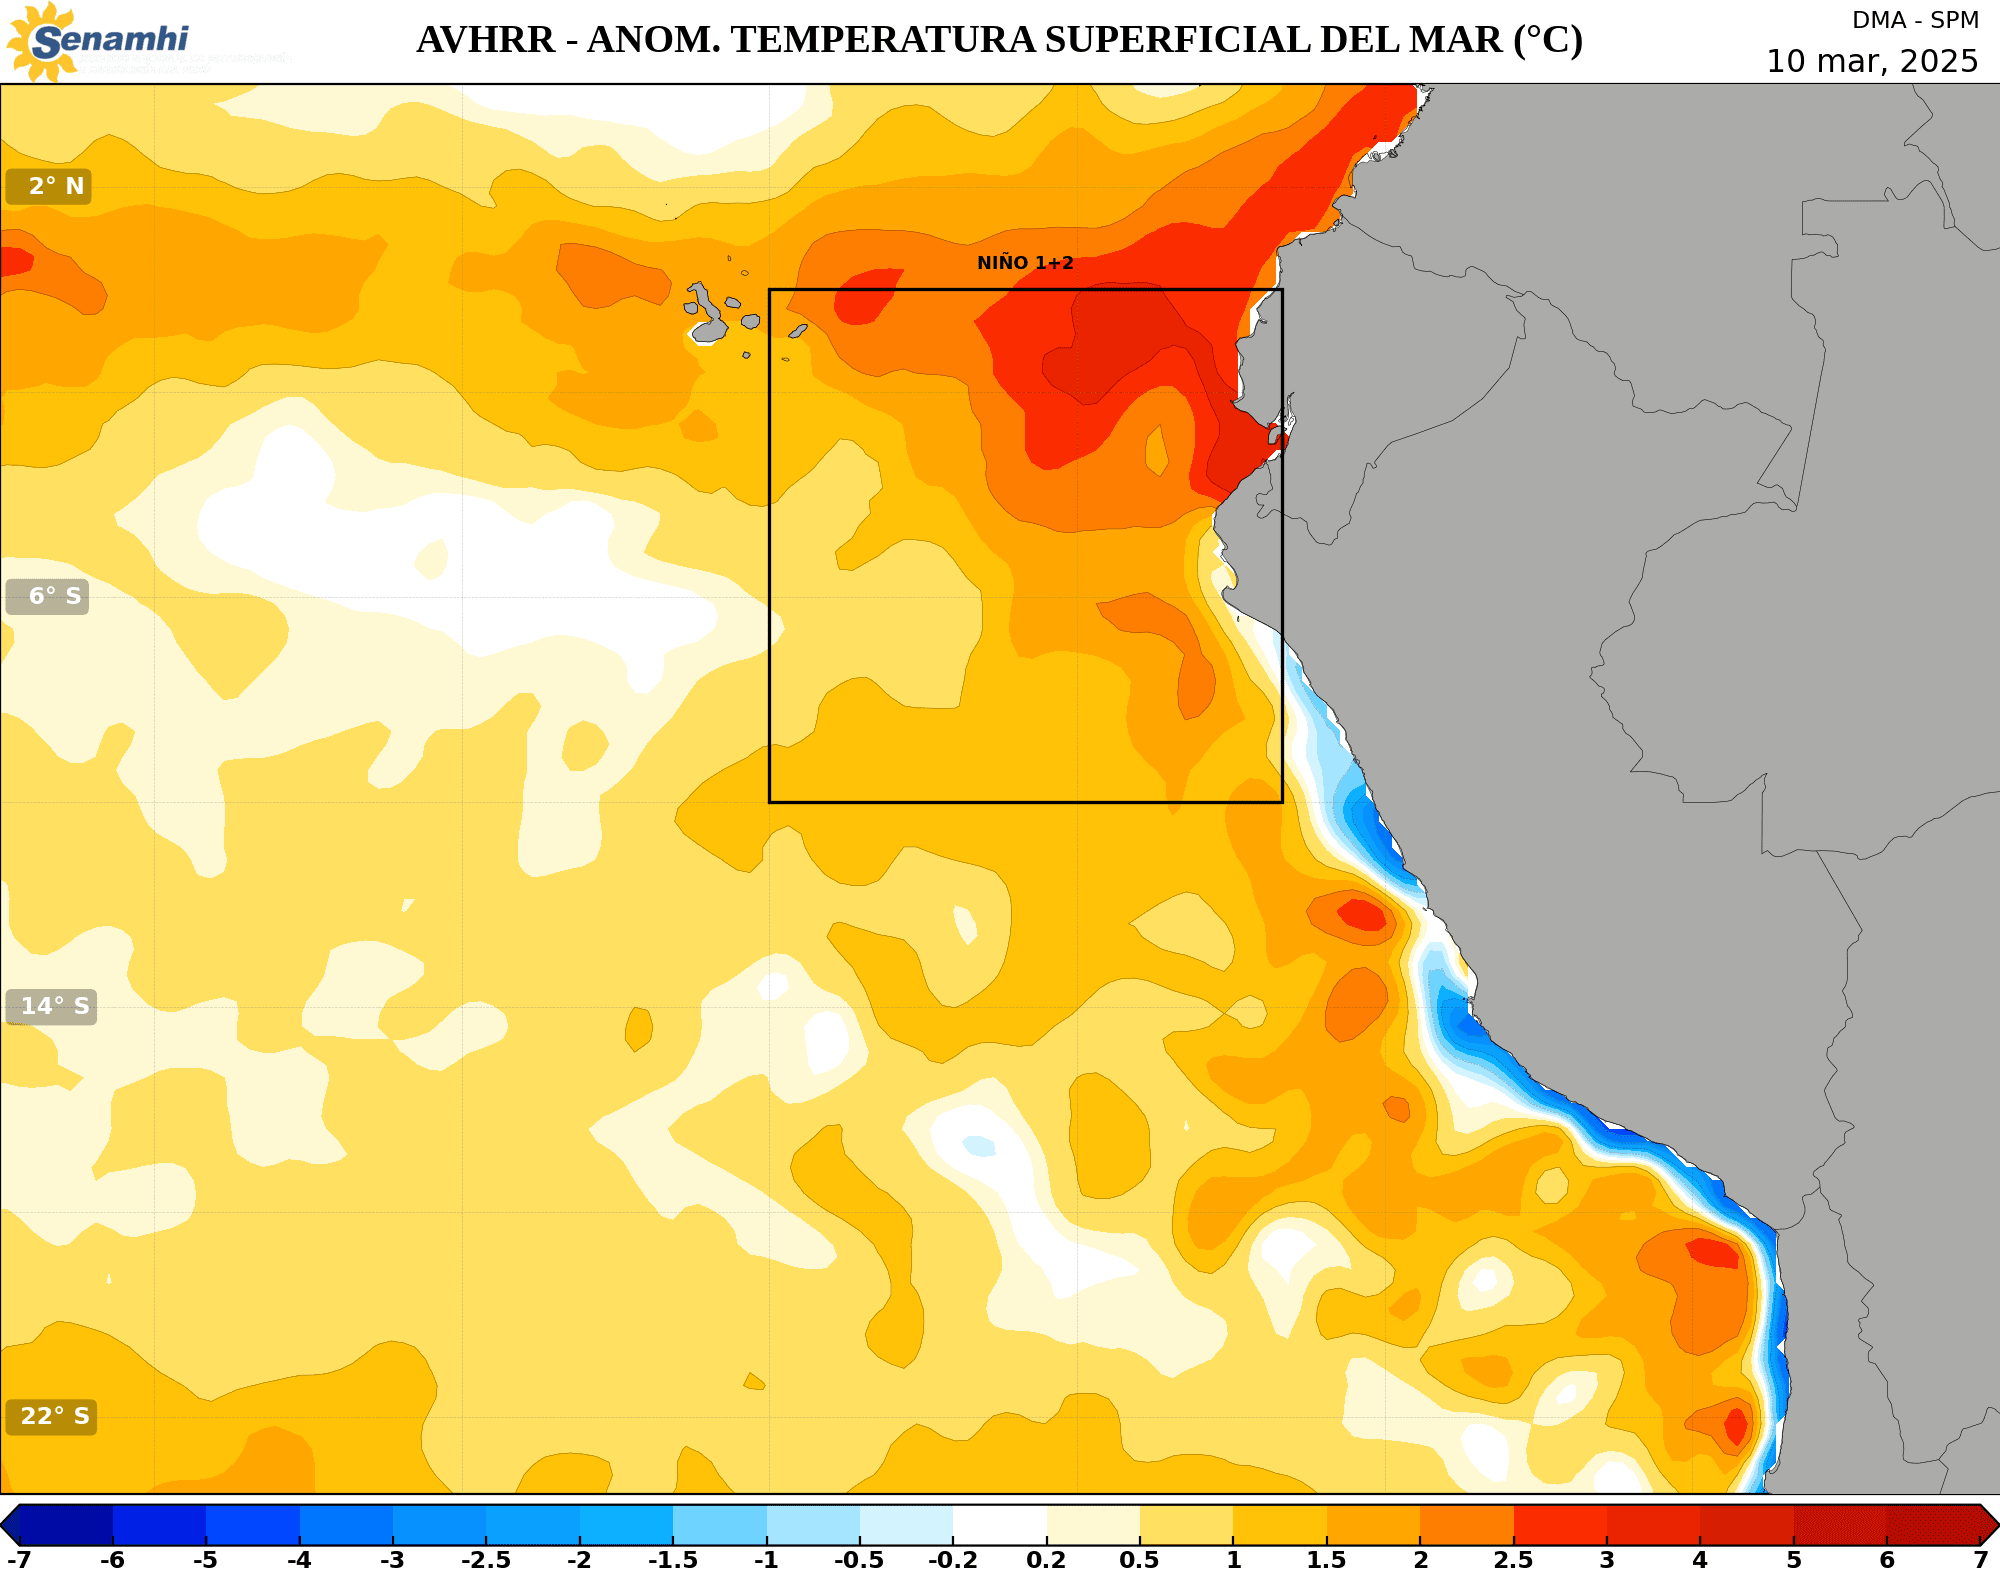 Senamhi
AVHRR - ANOM. TEMPERATURA SUPERFICIAL DEL MAR (°C)
DMA - SPM
10 mar, 2025
2° N
NIÑO 1+2
6° S
14° S
22° S
-7 -6 -5 -4 -3 -2.5 -2 -1.5 -1 -0.5 -0.2 0.2 0.5 1 1.5 2 2.5 3 4 5 6 7